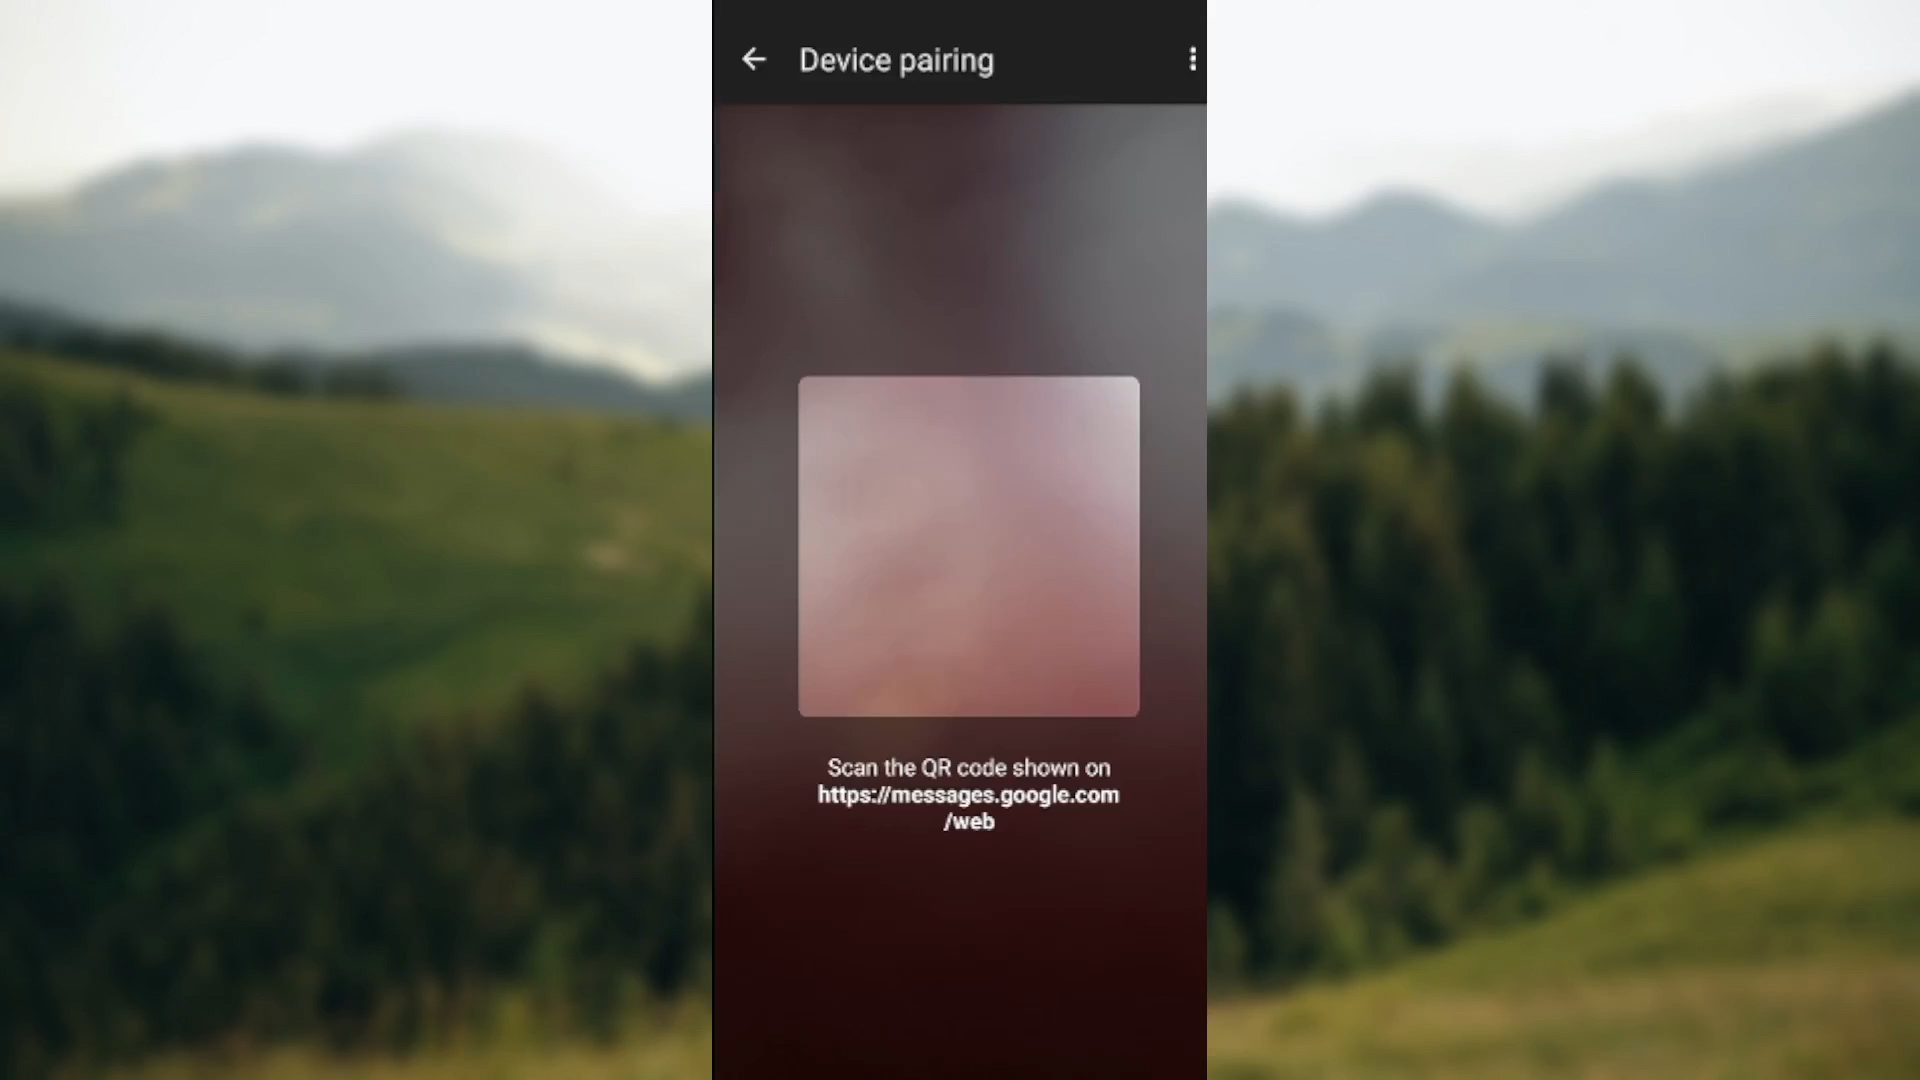 Device pairing
Scan the QR code shown on
https://messages.google.com
/web